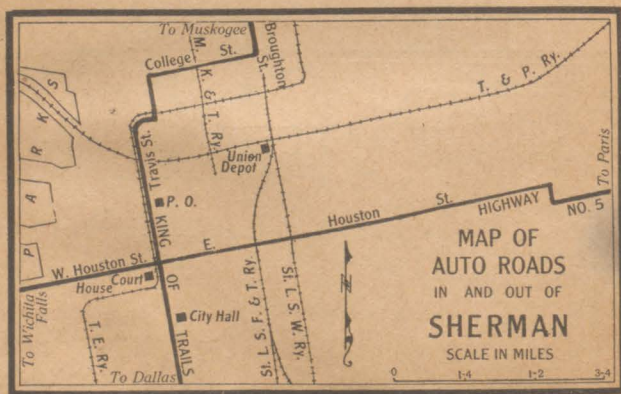 To Muskogee
College St.
Broughton St.
M. K. & T. Ry.
T. & P. Ry.
PARKS
Travis St.
Union
Depot
P. O.
To Paris
KING OF TRAILS
W. Houston St.
E. Houston St.
HIGHWAY NO. 5
Court
House
City Hall
To Wichita
Falls
T. E. Ry.
To Dallas
St. L. S. F. & T. Ry.
St. L. S. W. Ry.
N
MAP OF
AUTO ROADS
IN AND OUT OF
SHERMAN
SCALE IN MILES
0 1-4 1-2 3-4